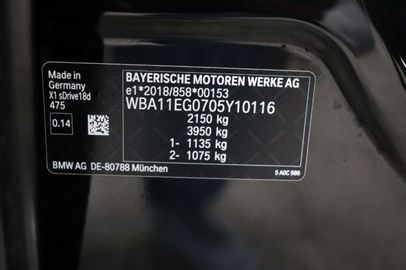 BAYERISCHE MOTOREN WERKE AG
e1*2018/858*00153
WBA11EG0705Y10116
2150 kg
3950 kg
1- 1135 kg
2- 1075 kg
Made in
Germany
X1 sDrive18d
475
0.14
BMW AG DE-80788 München
5 A0C 986